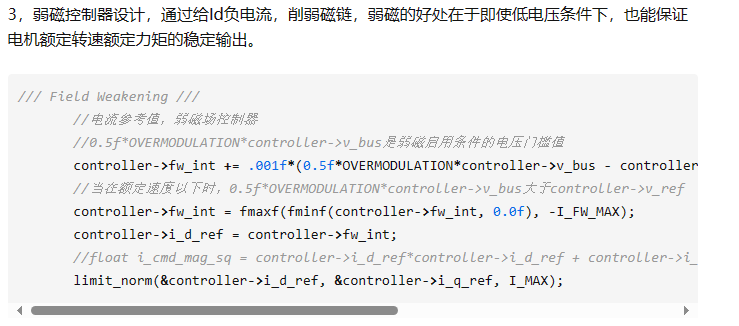 3，弱磁控制器设计，通过给Id负电流，削弱磁链，弱磁的好处在于即使低电压条件下，也能保证
电机额定转速额定力矩的稳定输出。
/// Field Weakening ///
//电流参考值，弱磁场控制器
//0.5f*OVERMODULATION*controller->v_bus是弱磁启用条件的电压门槛值
controller->fw_int += .001f*(0.5f*OVERMODULATION*controller->v_bus - controller
//当在额定速度以下时，0.5f*OVERMODULATION*controller->v_bus大于controller->v_ref
controller->fw_int = fmaxf(fminf(controller->fw_int, 0.0f), -I_FW_MAX);
controller->i_d_ref = controller->fw_int;
//float i_cmd_mag_sq = controller->i_d_ref*controller->i_d_ref + controller->i_
limit_norm(&controller->i_d_ref, &controller->i_q_ref, I_MAX);